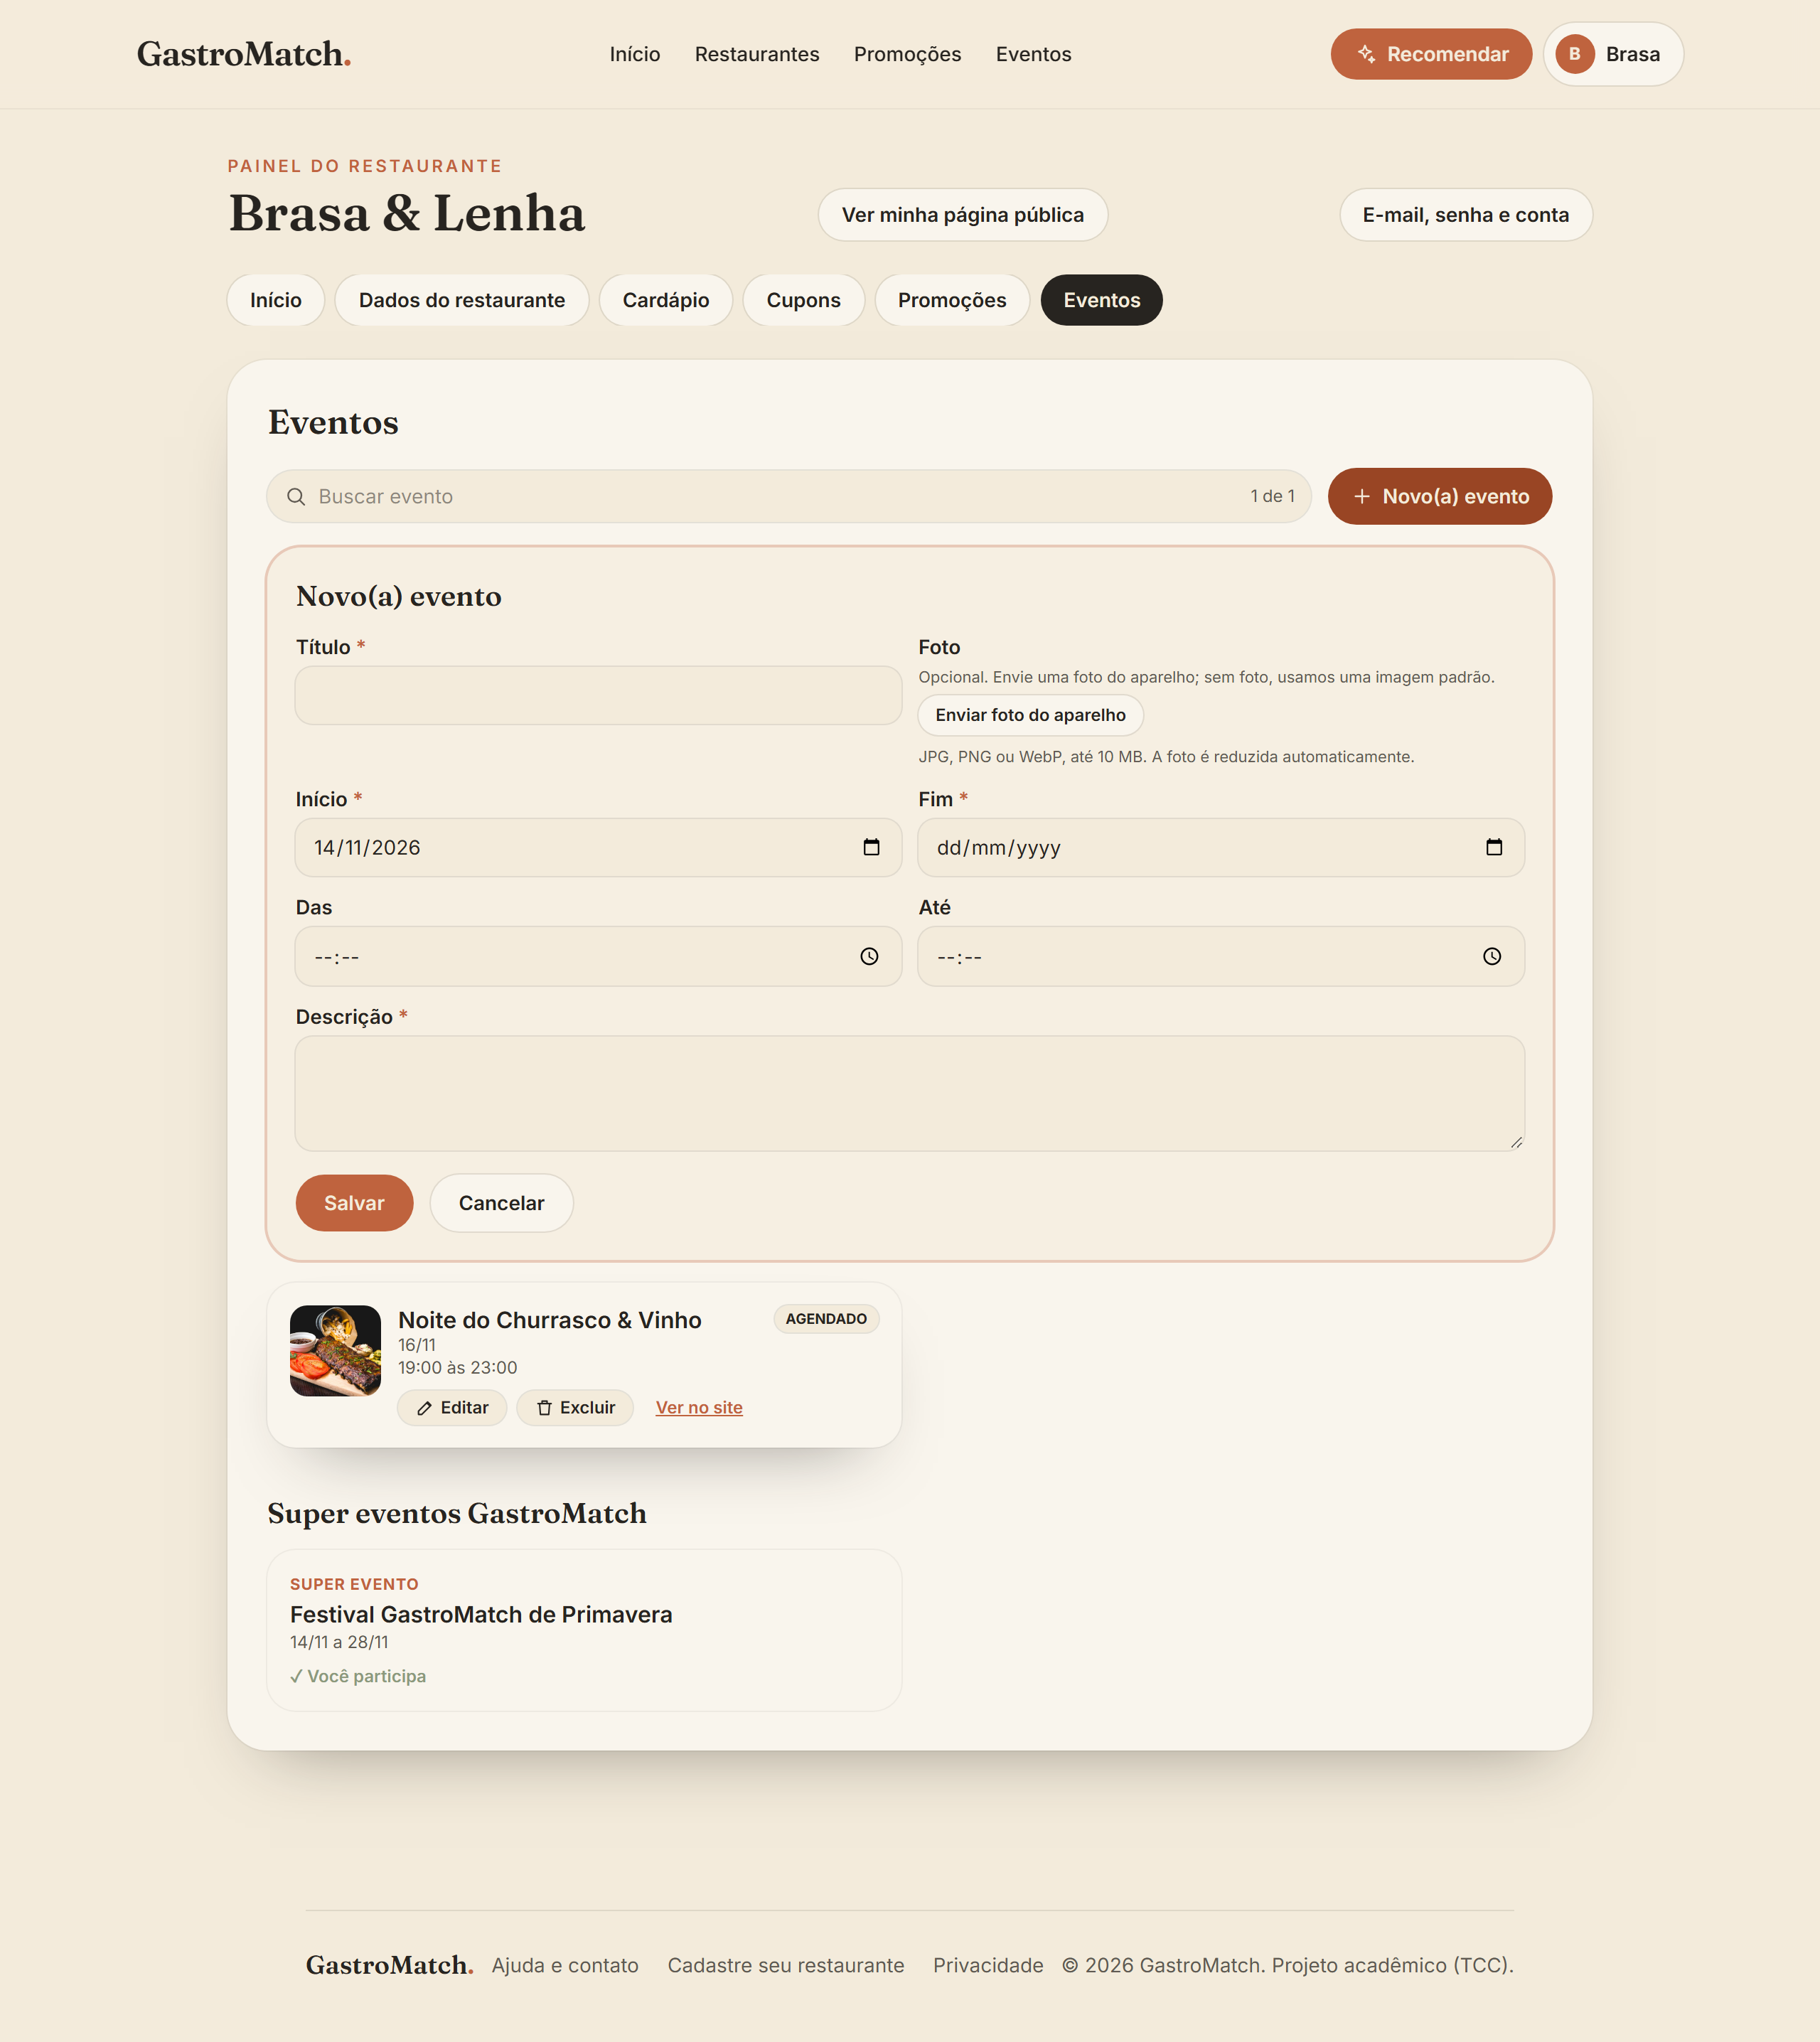 GastroMatch.
Início
Restaurantes
Promoções
Eventos
Recomendar
B
Brasa
PAINEL DO RESTAURANTE
Brasa & Lenha
Ver minha página pública
E-mail, senha e conta
Início
Dados do restaurante
Cardápio
Cupons
Promoções
Eventos
Eventos
Buscar evento
1 de 1
Novo(a) evento
Novo(a) evento
Título *
Foto
Opcional. Envie uma foto do aparelho; sem foto, usamos uma imagem padrão.
Enviar foto do aparelho
JPG, PNG ou WebP, até 10 MB. A foto é reduzida automaticamente.
Início *
Fim *
14/11/2026
dd/mm/yyyy
Das
Até
--:--
--:--
Descrição *
Salvar
Cancelar
Noite do Churrasco & Vinho
AGENDADO
16/11
19:00 às 23:00
Editar
Excluir
Ver no site
Super eventos GastroMatch
SUPER EVENTO
Festival GastroMatch de Primavera
14/11 a 28/11
✓ Você participa
GastroMatch.
Ajuda e contato
Cadastre seu restaurante
Privacidade
© 2026 GastroMatch. Projeto acadêmico (TCC).